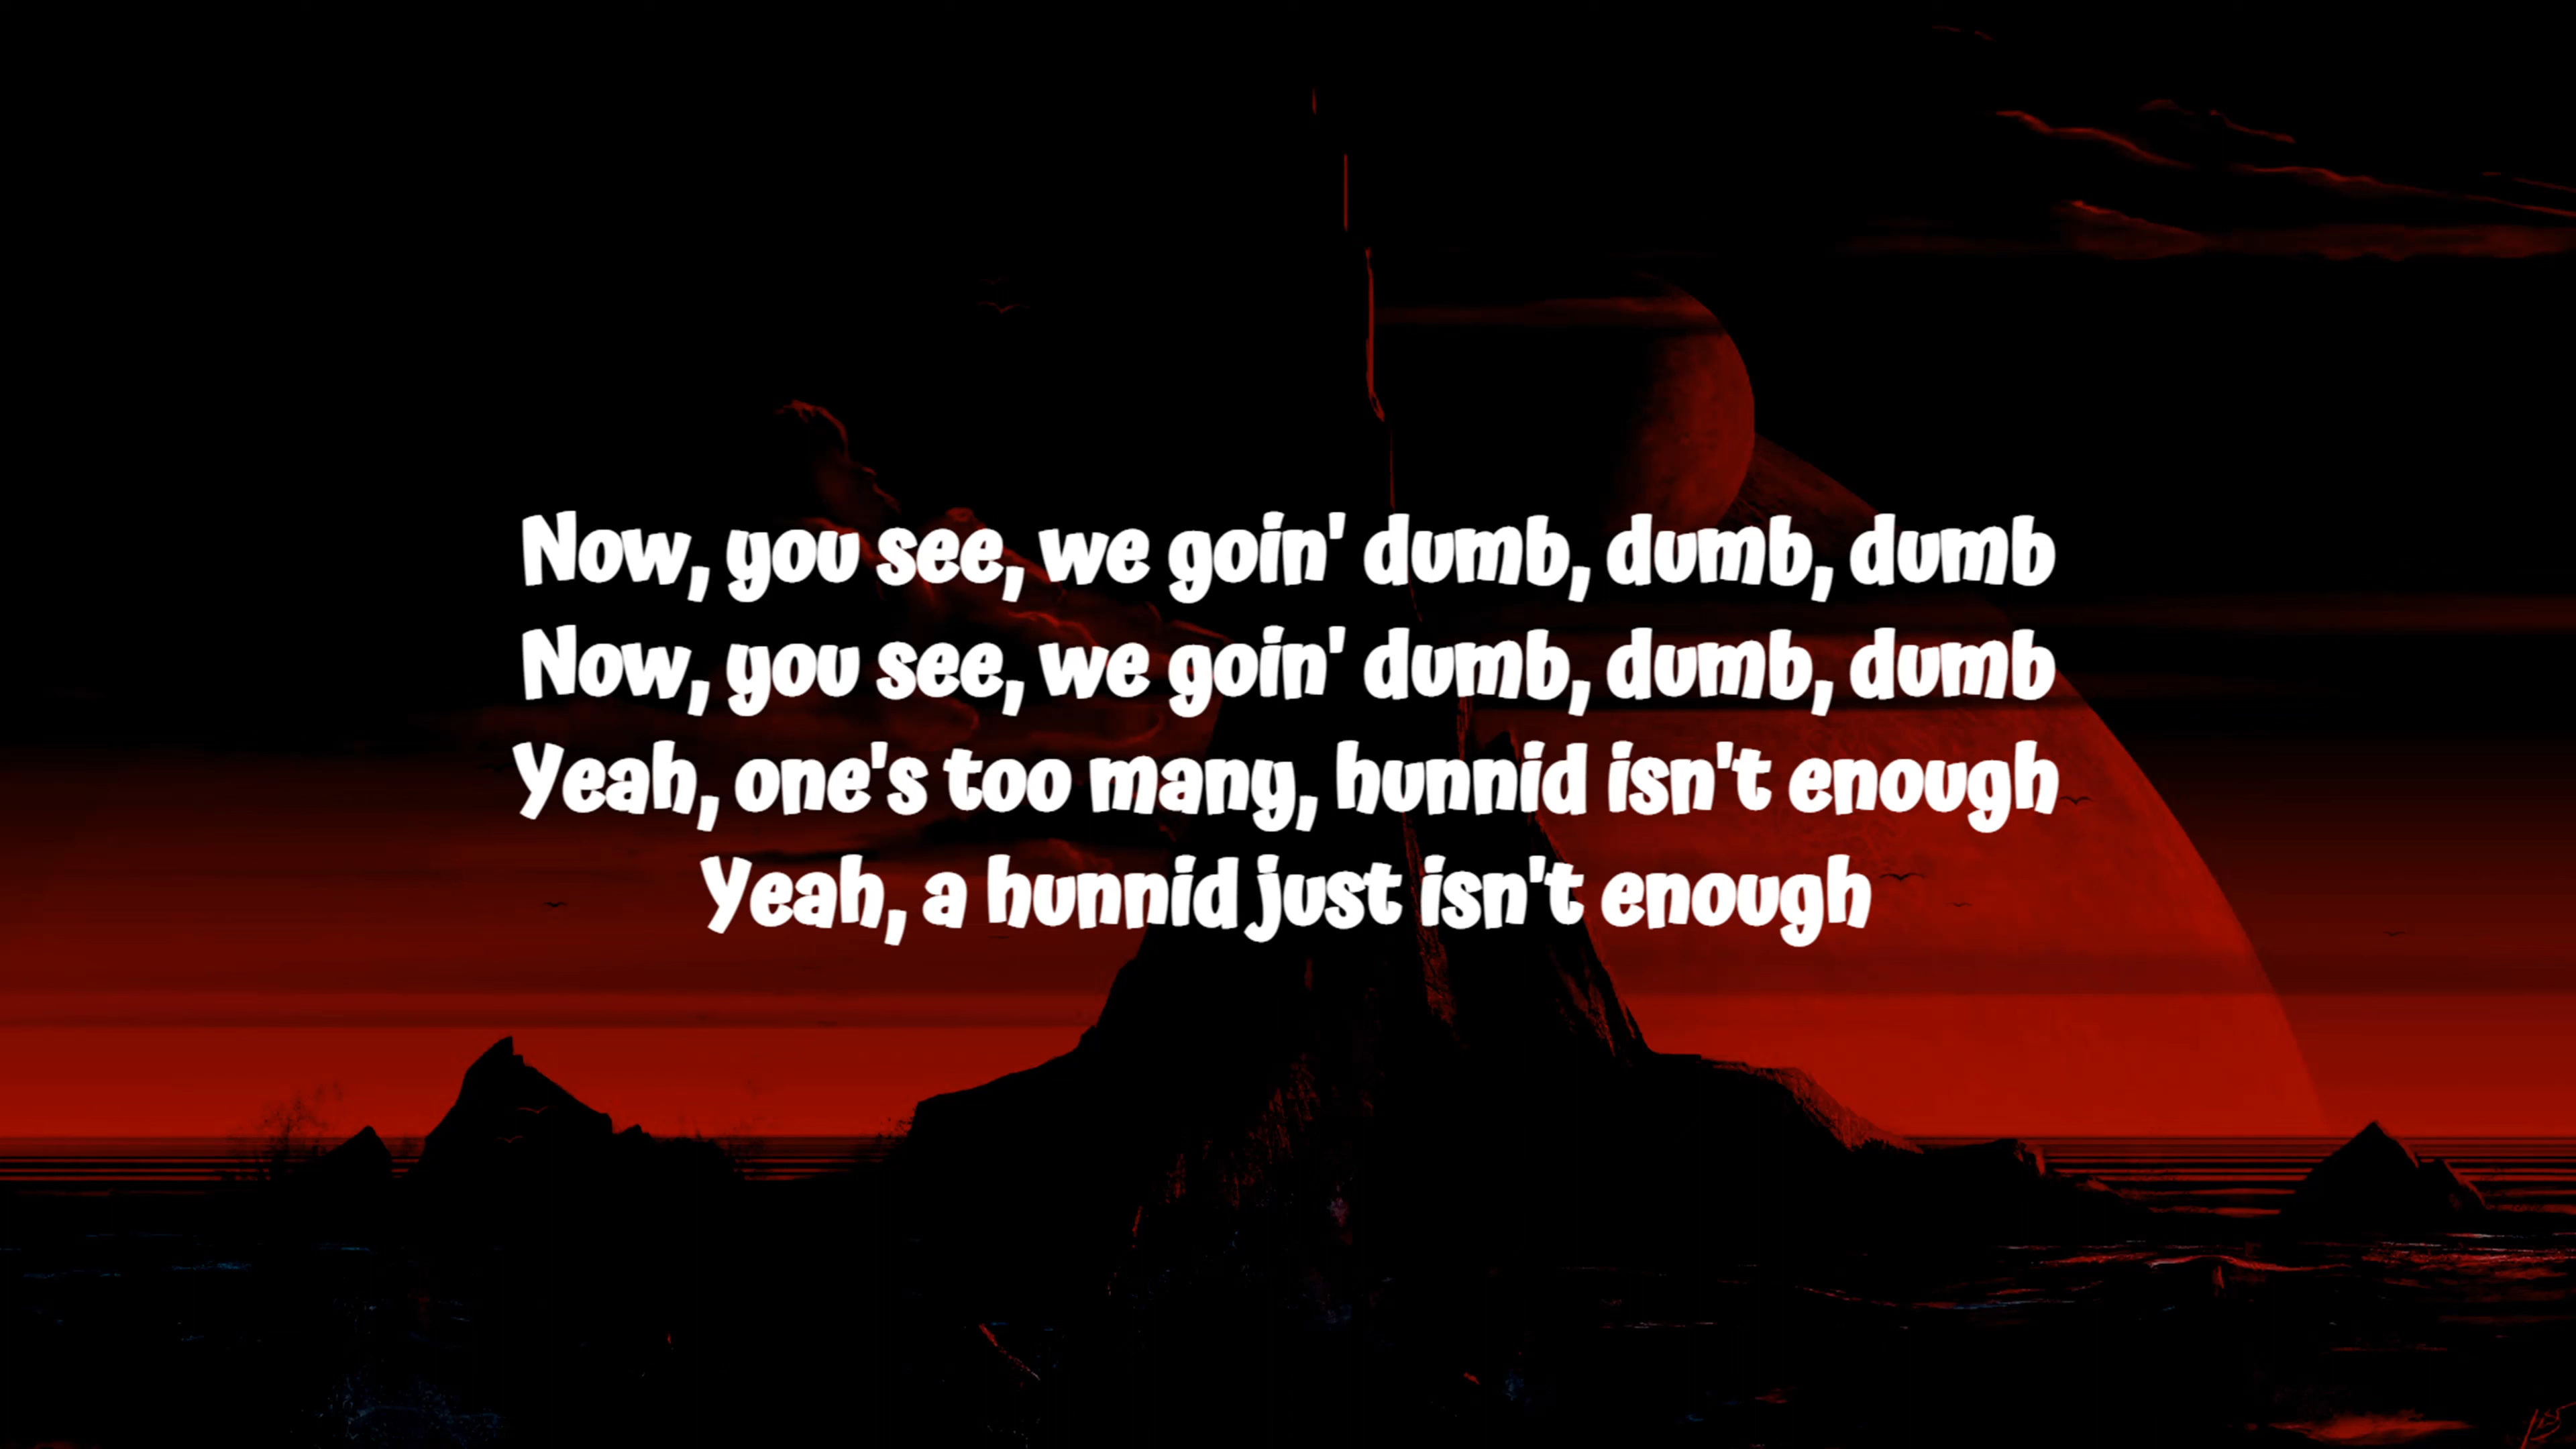 Now, you see, we goin' dumb, dumb, dumb
Now, you see, we goin' dumb, dumb, dumb
Yeah, one's too many, hunnid isn't enough
Yeah, a hunnid just isn't enough